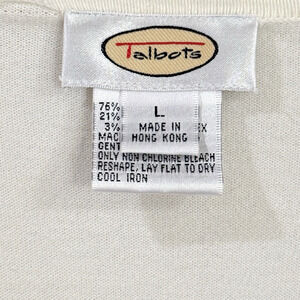 Talbots
76%
21%
3%
MAC
GENT
L
MADE IN
HONG KONG
EX
ONLY NON CHLORINE BLEACH
RESHAPE, LAY FLAT TO DRY
COOL IRON